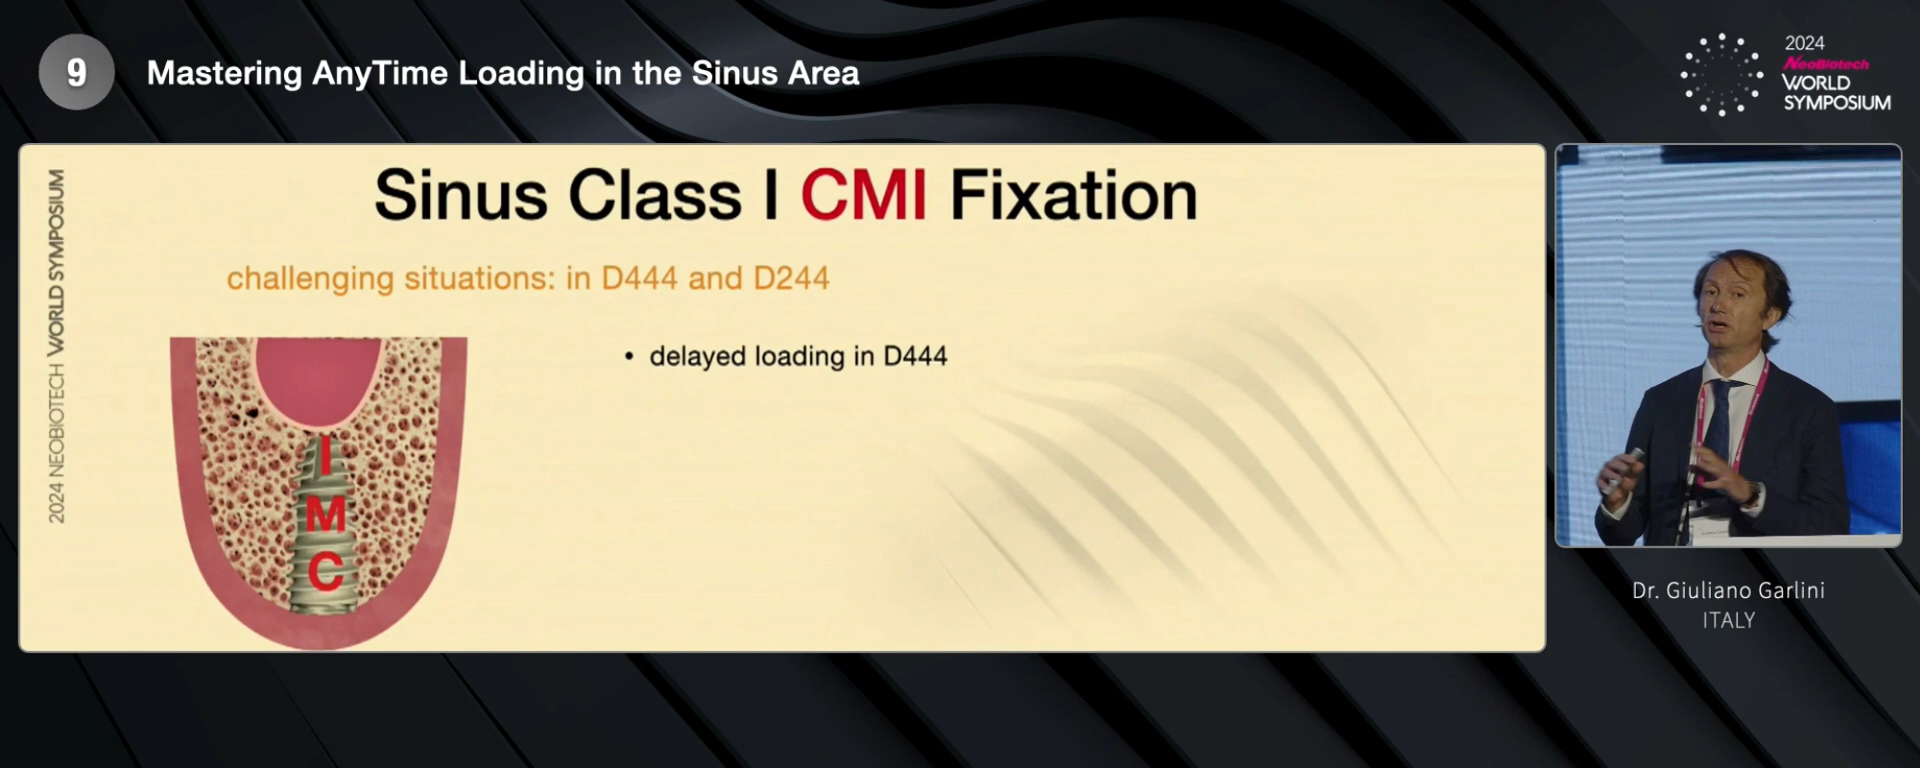 9
Mastering AnyTime Loading in the Sinus Area
2024
NeoBiotech
WORLD
SYMPOSIUM
2024 NEOBIOTECH WORLD SYMPOSIUM
Sinus Class I CMI Fixation
challenging situations: in D444 and D244
• delayed loading in D444
I
M
C
Dr. Giuliano Garlini
ITALY